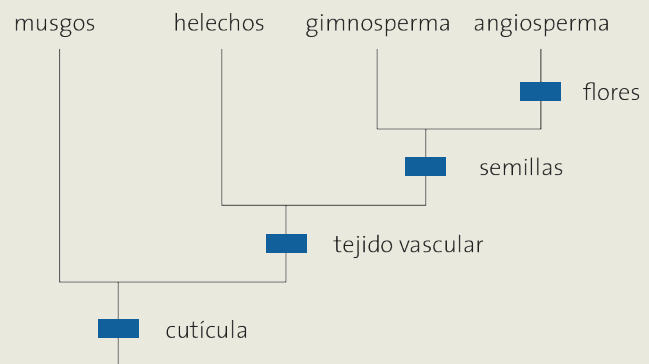 musgos helechos gimnosperma angiosperma
flores
semillas
tejido vascular
cutícula